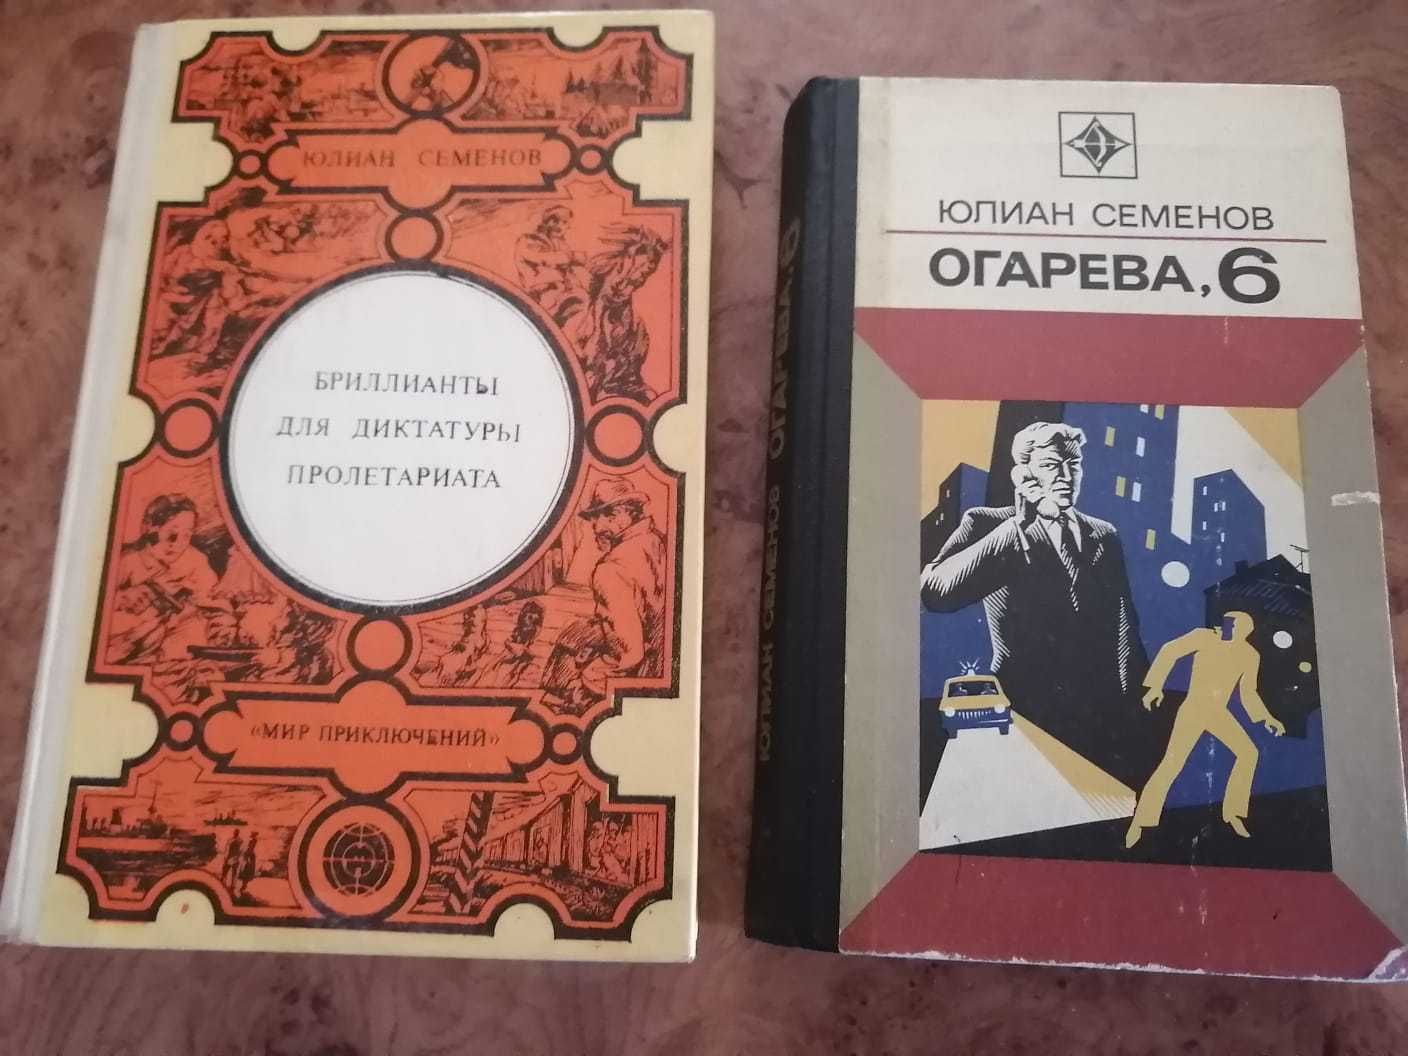 ЮЛИАН СЕМЕНОВ
БРИЛЛИАНТЫ
ДЛЯ ДИКТАТУРЫ
ПРОЛЕТАРИАТА
«МИР ПРИКЛЮЧЕНИЙ»
ЮЛИАН СЕМЕНОВ
ОГАРЕВА, 6
ЮЛИАН СЕМЕНОВ ОГАРЕВА, 6